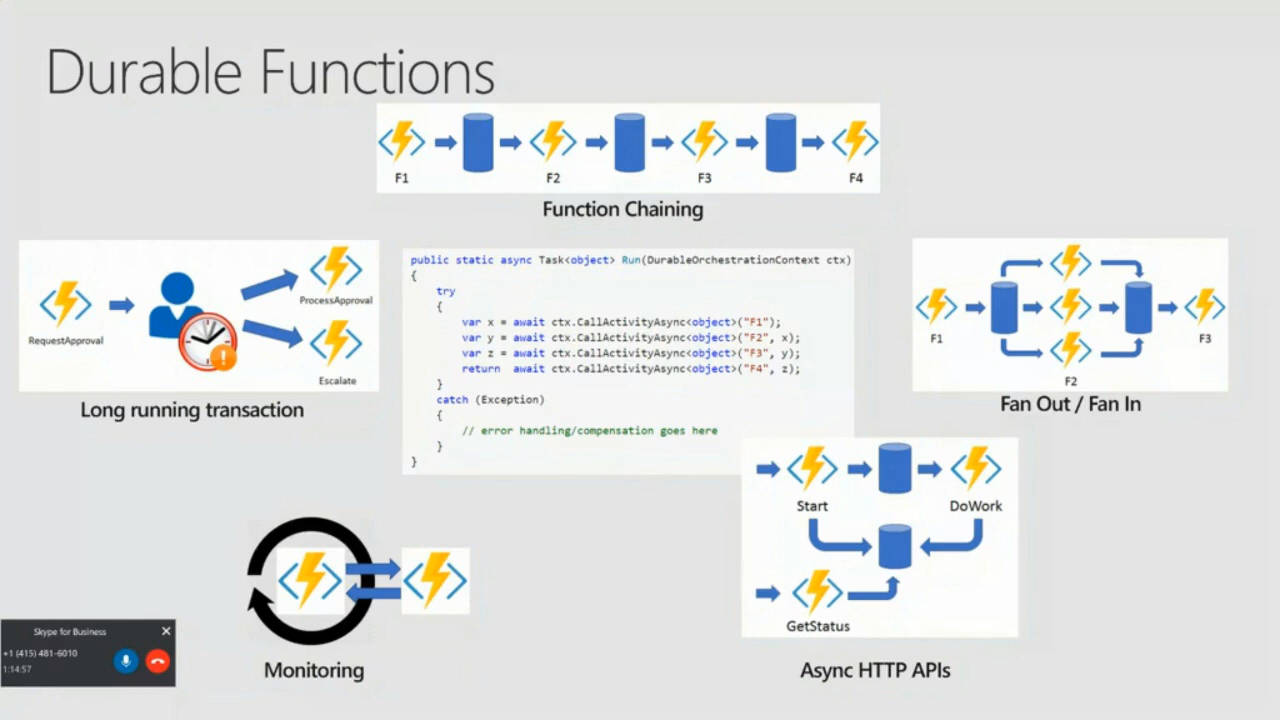 Durable Functions
F1
F2
F3
F4
Function Chaining
RequestApproval
ProcessApproval
Escalate
Long running transaction
public static async Task<object> Run(DurableOrchestrationContext ctx)
{
try
{
var x = await ctx.CallActivityAsync<object>("F1");
var y = await ctx.CallActivityAsync<object>("F2", x);
var z = await ctx.CallActivityAsync<object>("F3", y);
return await ctx.CallActivityAsync<object>("F4", z);
}
catch (Exception)
{
// error handling/compensation goes here
}
}
F1
F2
F3
Fan Out / Fan In
Start
DoWork
GetStatus
Async HTTP APIs
Monitoring
Skype for Business
+1 (415) 481-6010
1:14:57